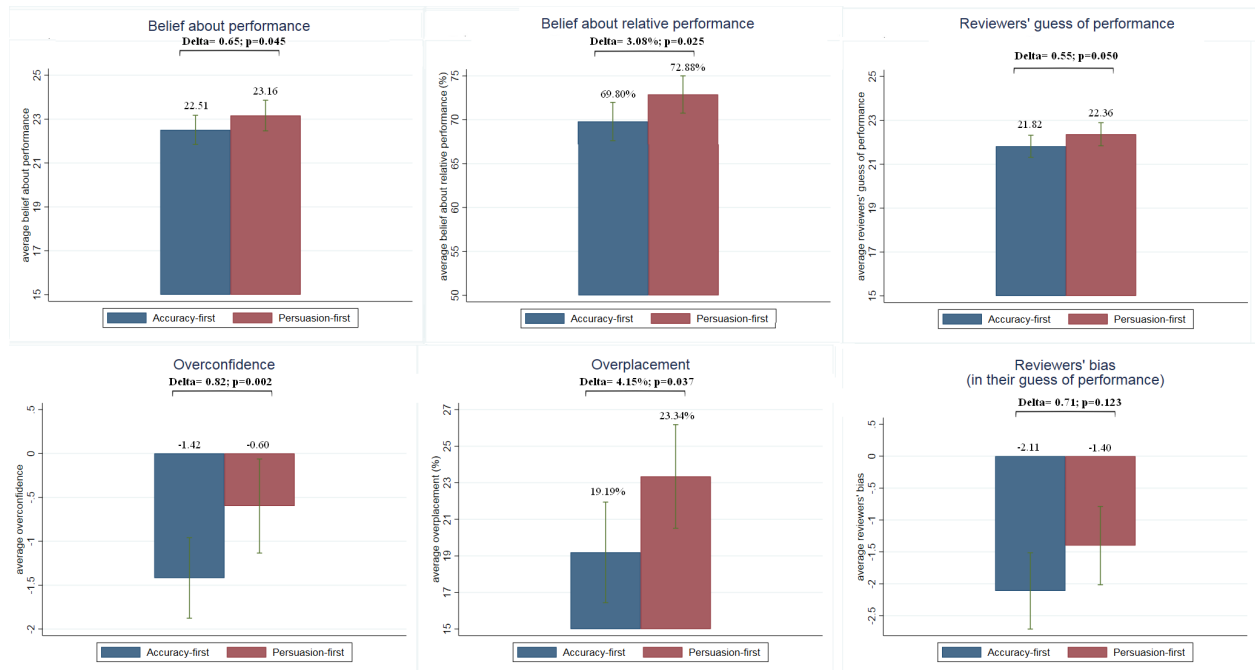 Belief about performance
Delta= 0.65; p=0.045
average belief about performance
25
23
21
19
17
15
22.51
23.16
Accuracy-first
Persuasion-first
Belief about relative performance
Delta= 3.08%; p=0.025
average belief about relative performance (%)
75
70
65
60
55
50
69.80%
72.88%
Accuracy-first
Persuasion-first
Reviewers' guess of performance
Delta= 0.55; p=0.050
average reviewers' guess of performance
25
23
21
19
17
15
21.82
22.36
Accuracy-first
Persuasion-first
Overconfidence
Delta= 0.82; p=0.002
average overconfidence
.5
0
-.5
-1
-1.5
-2
-1.42
-0.60
Accuracy-first
Persuasion-first
Overplacement
Delta= 4.15%; p=0.037
average overplacement (%)
27
25
23
21
19
17
15
19.19%
23.34%
Accuracy-first
Persuasion-first
Reviewers' bias
(in their guess of performance)
Delta= 0.71; p=0.123
average reviewers' bias
.5
0
-.5
-1
-1.5
-2
-2.5
-2.11
-1.40
Accuracy-first
Persuasion-first